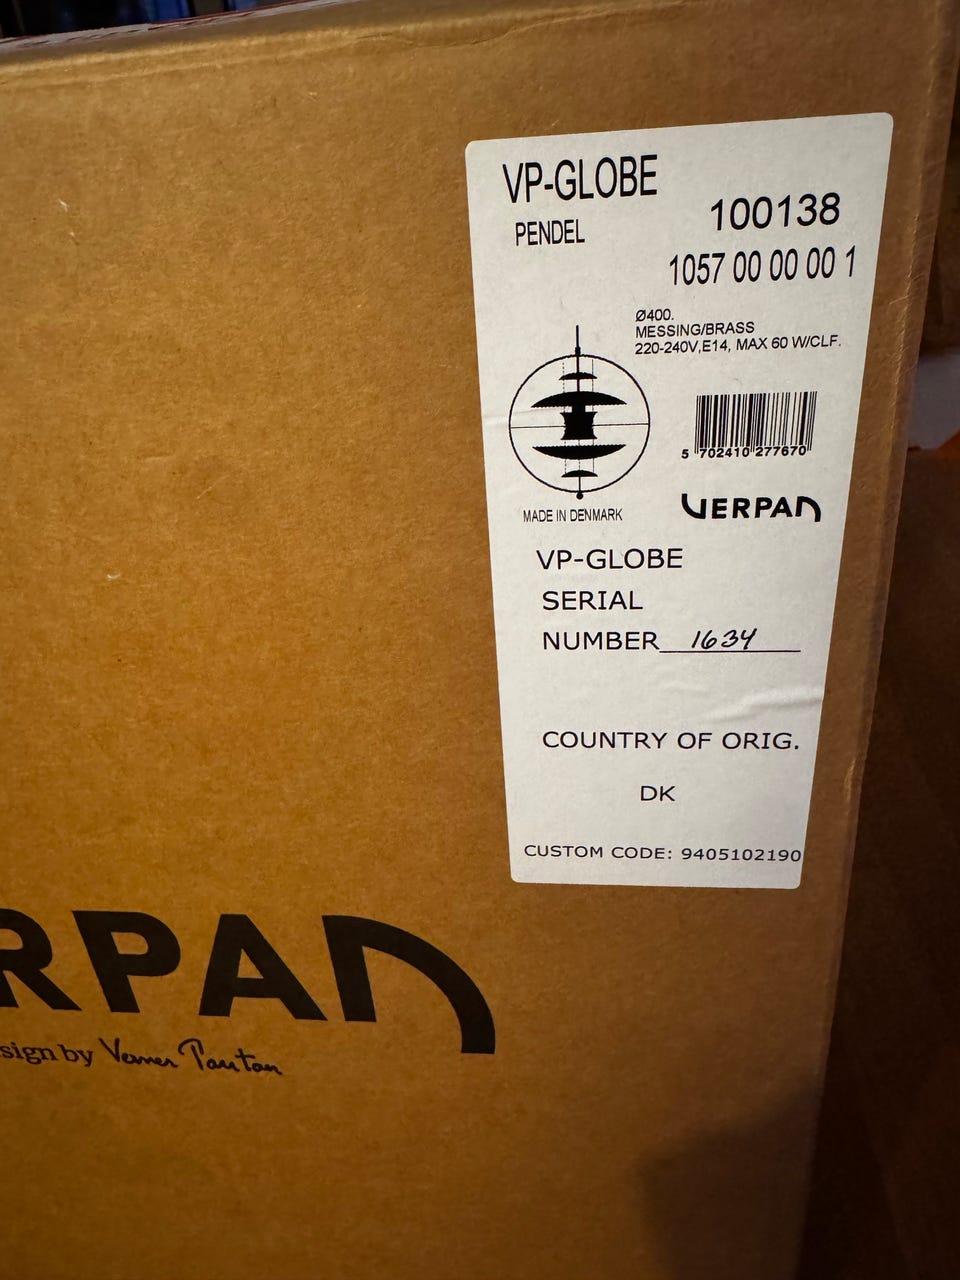 VP-GLOBE
PENDEL
100138
1057 00 00 00 1
Ø400.
MESSING/BRASS
220-240V,E14, MAX 60 W/CLF.
5 702410 277670
MADE IN DENMARK
VERPAN
VP-GLOBE
SERIAL
NUMBER 1634
COUNTRY OF ORIG.
DK
CUSTOM CODE: 9405102190
RPAN
sign by Verner Panton